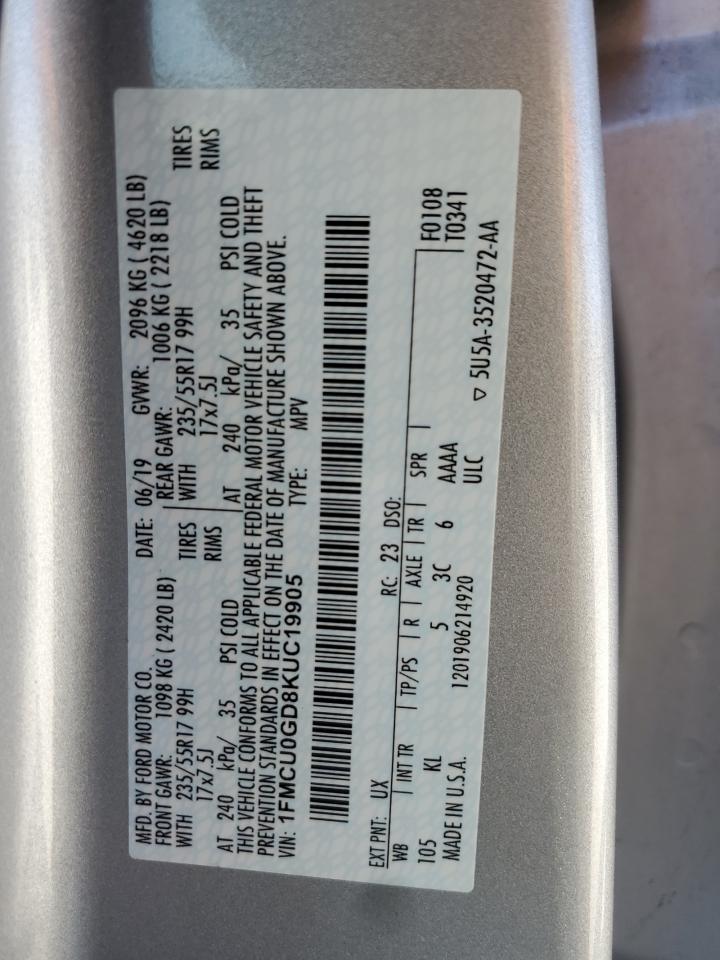 MFD. BY FORD MOTOR CO. DATE: 06/19 GVWR: 2096 KG ( 4620 LB)
FRONT GAWR: 1098 KG ( 2420 LB) REAR GAWR: 1006 KG ( 2218 LB)
WITH 235/55R17 99H TIRES WITH 235/55R17 99H TIRES
17x7.5J RIMS 17x7.5J RIMS
AT 240 kPa/ 35 PSI COLD AT 240 kPa/ 35 PSI COLD
THIS VEHICLE CONFORMS TO ALL APPLICABLE FEDERAL MOTOR VEHICLE SAFETY AND THEFT
PREVENTION STANDARDS IN EFFECT ON THE DATE OF MANUFACTURE SHOWN ABOVE.
VIN: 1FMCU0GD8KUC19905 TYPE: MPV
EXT PNT: UX RC: 23 DSO:
WB INT TR TP/PS R AXLE TR SPR F0108
105 KL 5 3C 6 AAAA T0341
MADE IN U.S.A. 1201906214920 ULC
▽ 5U5A-3520472-AA